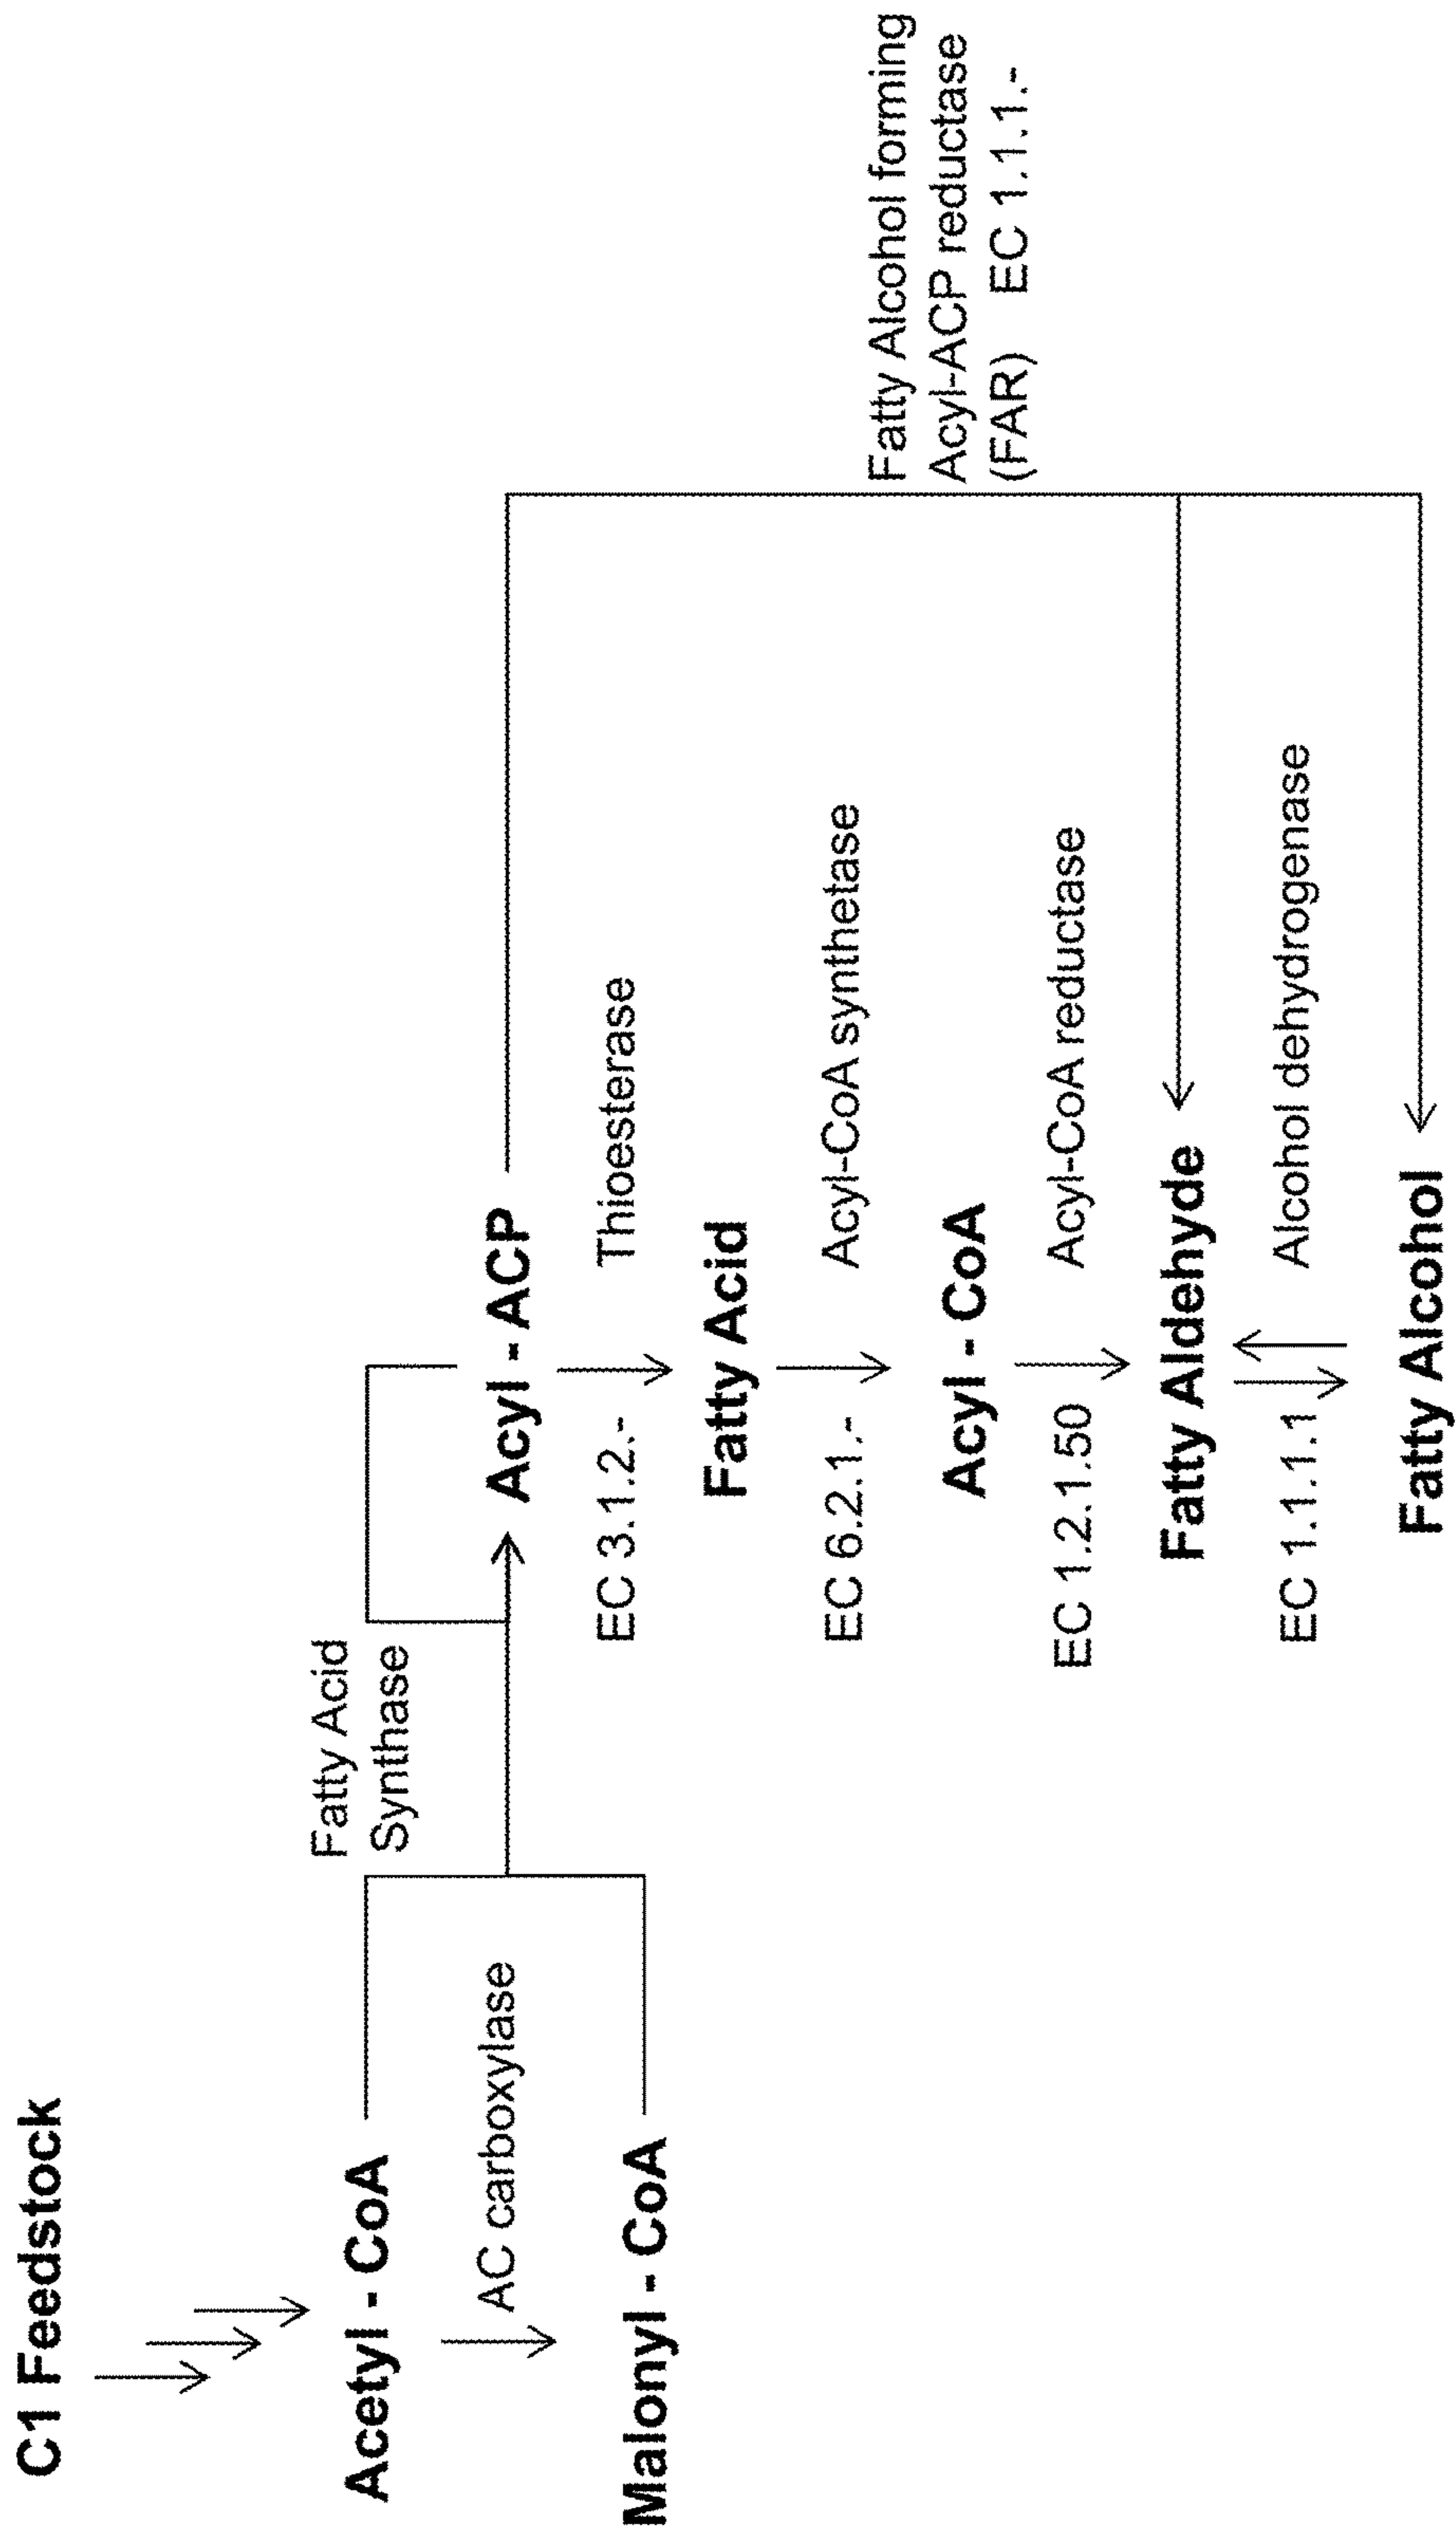 C1 Feedstock
Acetyl - CoA
AC carboxylase
Malonyl - CoA
Fatty Acid
Synthase
Acyl - ACP
EC 3.1.2.-
Thioesterase
Fatty Acid
EC 6.2.1.-
Acyl-CoA synthetase
Acyl - CoA
EC 1.2.1.50
Acyl-CoA reductase
Fatty Aldehyde
EC 1.1.1.1
Alcohol dehydrogenase
Fatty Alcohol
Fatty Alcohol forming
Acyl-ACP reductase
(FAR) EC 1.1.1.-